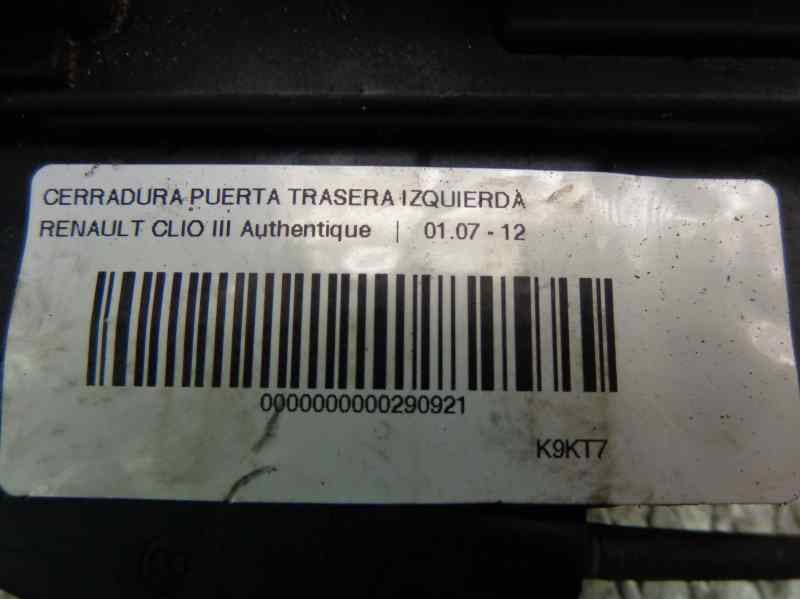 CERRADURA PUERTA TRASERA IZQUIERDA
RENAULT CLIO III Authentique | 01.07 - 12
0000000000290921
K9KT7